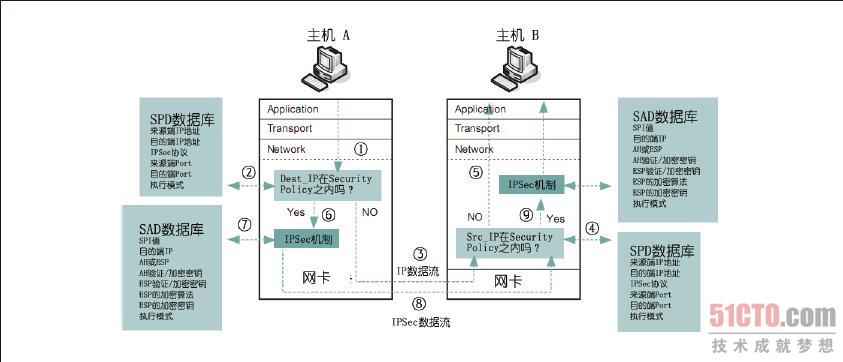 主机 A
主机 B
SPD数据库
来源端IP地址
目的端IP地址
IPSec协议
来源端Port
目的端Port
执行模式
②
SAD数据库
SPI值
目的端IP
AH或ESP
AH验证/加密密钥
ESP验证/加密密钥
ESP的加密算法
ESP的加密密钥
执行模式
⑦
Application
Transport
Network
①
Dest_IP在Security
Policy之内吗？
Yes
⑥
NO
IPSec机制
网卡
③
IP数据流
⑧
IPSec数据流
Application
Transport
Network
⑤
IPSec机制
NO
⑨
Yes
Src_IP在Security
Policy之内吗？
网卡
SAD数据库
SPI值
目的端IP
AH或ESP
AH验证/加密密钥
ESP验证/加密密钥
ESP的加密算法
ESP的加密密钥
执行模式
④
SPD数据库
来源端IP地址
目的端IP地址
IPSec协议
来源端Port
目的端Port
执行模式
51CTO.com
技术成就梦想